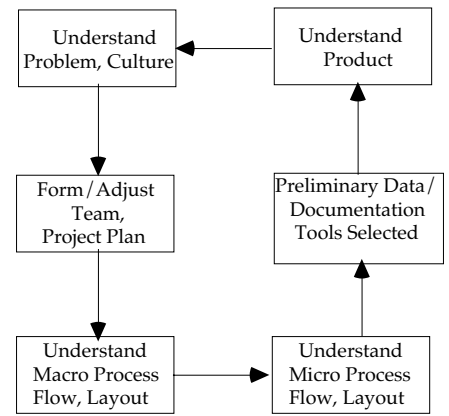 Understand
Problem, Culture
Understand
Product
Form/Adjust
Team,
Project Plan
Preliminary Data/
Documentation
Tools Selected
Understand
Macro Process
Flow, Layout
Understand
Micro Process
Flow, Layout